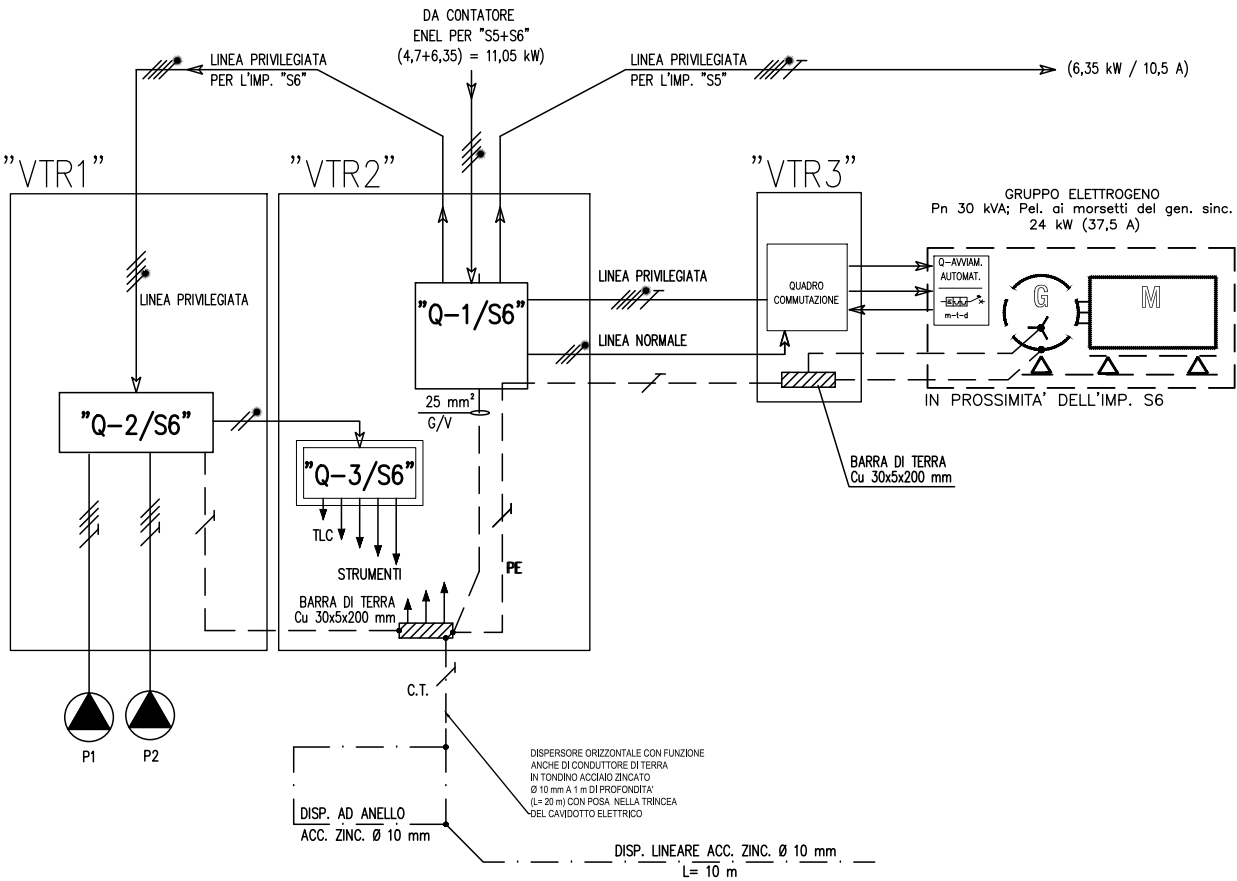 DA CONTATORE
ENEL PER "S5+S6"
(4,7+6,35) = 11,05 kW)
LINEA PRIVILEGIATA
PER L'IMP. "S6"
LINEA PRIVILEGIATA
PER L'IMP. "S5"
(6,35 kW / 10,5 A)
"VTR1"
"VTR2"
"VTR3"
GRUPPO ELETTROGENO
Pn 30 kVA; Pel. ai morsetti del gen. sinc.
24 kW (37,5 A)
LINEA PRIVILEGIATA
"Q-1/S6"
LINEA PRIVILEGIATA
LINEA NORMALE
QUADRO
COMMUTAZIONE
Q-AVVIAM.
AUTOMAT.
m-t-d
G
M
IN PROSSIMITA' DELL'IMP. S6
25 mm²
G/V
"Q-2/S6"
"Q-3/S6"
TLC
STRUMENTI
BARRA DI TERRA
Cu 30x5x200 mm
PE
BARRA DI TERRA
Cu 30x5x200 mm
C.T.
P1
P2
DISPERSORE ORIZZONTALE CON FUNZIONE
ANCHE DI CONDUTTORE DI TERRA
IN TONDINO ACCIAIO ZINCATO
Ø 10 mm A 1 m DI PROFONDITA'
(L= 20 m) CON POSA NELLA TRINCEA
DEL CAVIDOTTO ELETTRICO
DISP. AD ANELLO
ACC. ZINC. Ø 10 mm
DISP. LINEARE ACC. ZINC. Ø 10 mm
L= 10 m